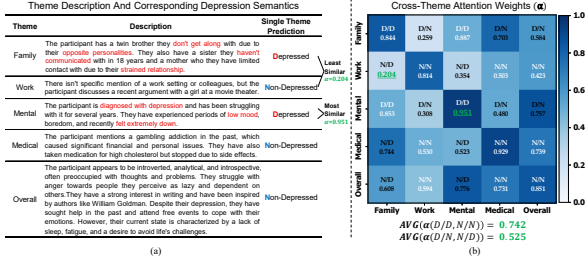 Theme Description And Corresponding Depression Semantics
Theme
Description
Single Theme
Prediction
Family
The participant has a twin brother they don't get along with due to
their opposite personalities. They also have a sister they haven't
communicated with in 18 years and a mother who they have limited
contact with due to their strained relationship.
Depressed
Work
There isn't specific mention of a work setting or colleagues, but the
participant discusses a recent argument with a girl at a movie theater.
Non-Depressed
Least
Similar
α=0.204
Mental
The participant is diagnosed with depression and has been struggling
with it for several years. They have experienced periods of low mood,
boredom, and recently felt extremely down.
Depressed
Most
Similar
α=0.951
Medical
The participant mentions a gambling addiction in the past, which
caused significant financial and personal issues. They have also
taken medication for high cholesterol but stopped due to side effects.
Non-Depressed
Overall
The participant appears to be introverted, analytical, and introspective,
often preoccupied with thoughts and problems. They struggle with
anger towards people they perceive as lazy and dependent on
others.They have a strong interest in writing and have been inspired
by authors like William Goldman. Despite their depression, they have
sought help in the past and attend free events to cope with their
emotions. However, their current state is characterized by a lack of
sleep, fatigue, and a desire to avoid life's challenges.
Non-Depressed
(a)
Cross-Theme Attention Weights (α)
Family
D/D D/N D/D D/N D/N
0.844 0.259 0.887 0.703 0.584
Work
N/D N/N N/D N/N N/N
0.204 0.814 0.354 0.503 0.423
Mental
D/D D/N D/D D/N D/N
0.853 0.308 0.951 0.480 0.757
Medical
N/D N/N N/D N/N N/N
0.744 0.530 0.523 0.929 0.739
Overall
N/D N/N N/D N/N N/N
0.608 0.594 0.776 0.731 0.851
Family Work Mental Medical Overall
1.0
0.8
0.6
0.4
0.2
0.0
AVG(α(D/D, N/N)) = 0.742
AVG(α(D/N, N/D)) = 0.525
(b)